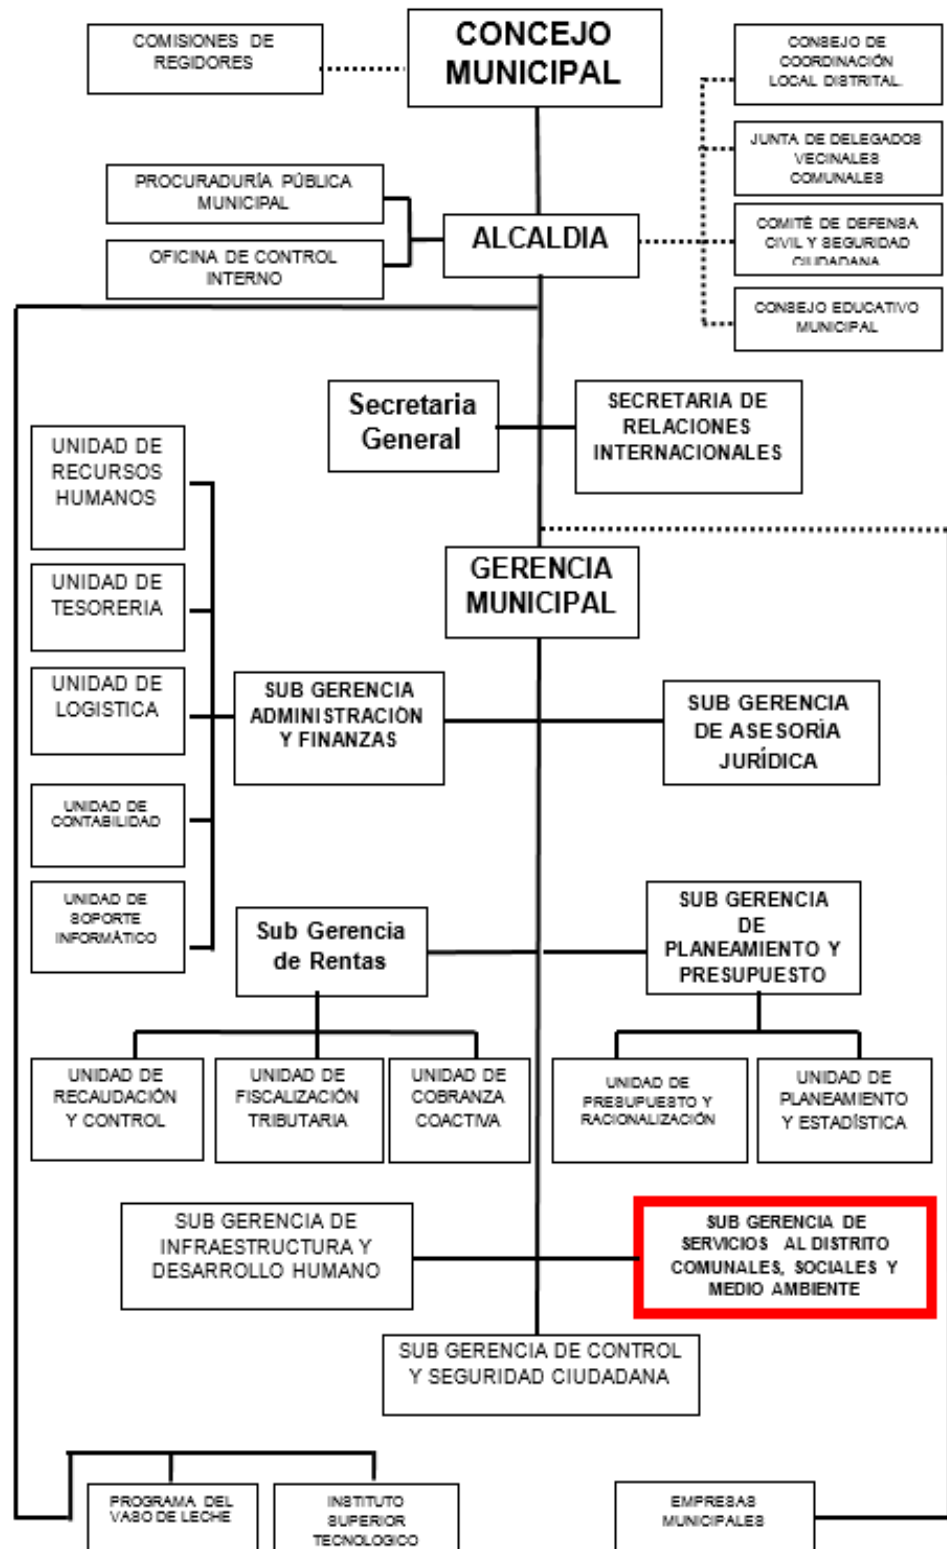 COMISIONES DE
REGIDORES
CONCEJO
MUNICIPAL
CONSEJO DE
COORDINACIÓN
LOCAL DISTRITAL.
JUNTA DE DELEGADOS
VECINALES
COMUNALES
PROCURADURÍA PÚBLICA
MUNICIPAL
ALCALDIA
COMITÉ DE DEFENSA
CIVIL Y SEGURIDAD
CIUDADANA
OFICINA DE CONTROL
INTERNO
CONSEJO EDUCATIVO
MUNICIPAL
Secretaria
General
SECRETARIA DE
RELACIONES
INTERNACIONALES
UNIDAD DE
RECURSOS
HUMANOS
GERENCIA
MUNICIPAL
UNIDAD DE
TESORERIA
UNIDAD DE
LOGISTICA
SUB GERENCIA
ADMINISTRACIÓN
Y FINANZAS
SUB GERENCIA
DE ASESORÌA
JURÍDICA
UNIDAD DE
CONTABILIDAD
UNIDAD DE
SOPORTE
INFORMÁTICO
Sub Gerencia
de Rentas
SUB GERENCIA
DE
PLANEAMIENTO Y
PRESUPUESTO
UNIDAD DE
RECAUDACIÓN
Y CONTROL
UNIDAD DE
FISCALIZACIÓN
TRIBUTARIA
UNIDAD DE
COBRANZA
COACTIVA
UNIDAD DE
PRESUPUESTO Y
RACIONALIZACIÓN
UNIDAD DE
PLANEAMIENTO
Y ESTADÍSTICA
SUB GERENCIA DE
INFRAESTRUCTURA Y
DESARROLLO HUMANO
SUB GERENCIA DE
SERVICIOS AL DISTRITO
COMUNALES, SOCIALES Y
MEDIO AMBIENTE
SUB GERENCIA DE CONTROL
Y SEGURIDAD CIUDADANA
PROGRAMA DEL
VASO DE LECHE
INSTITUTO
SUPERIOR
TECNOLOGICO
EMPRESAS
MUNICIPALES